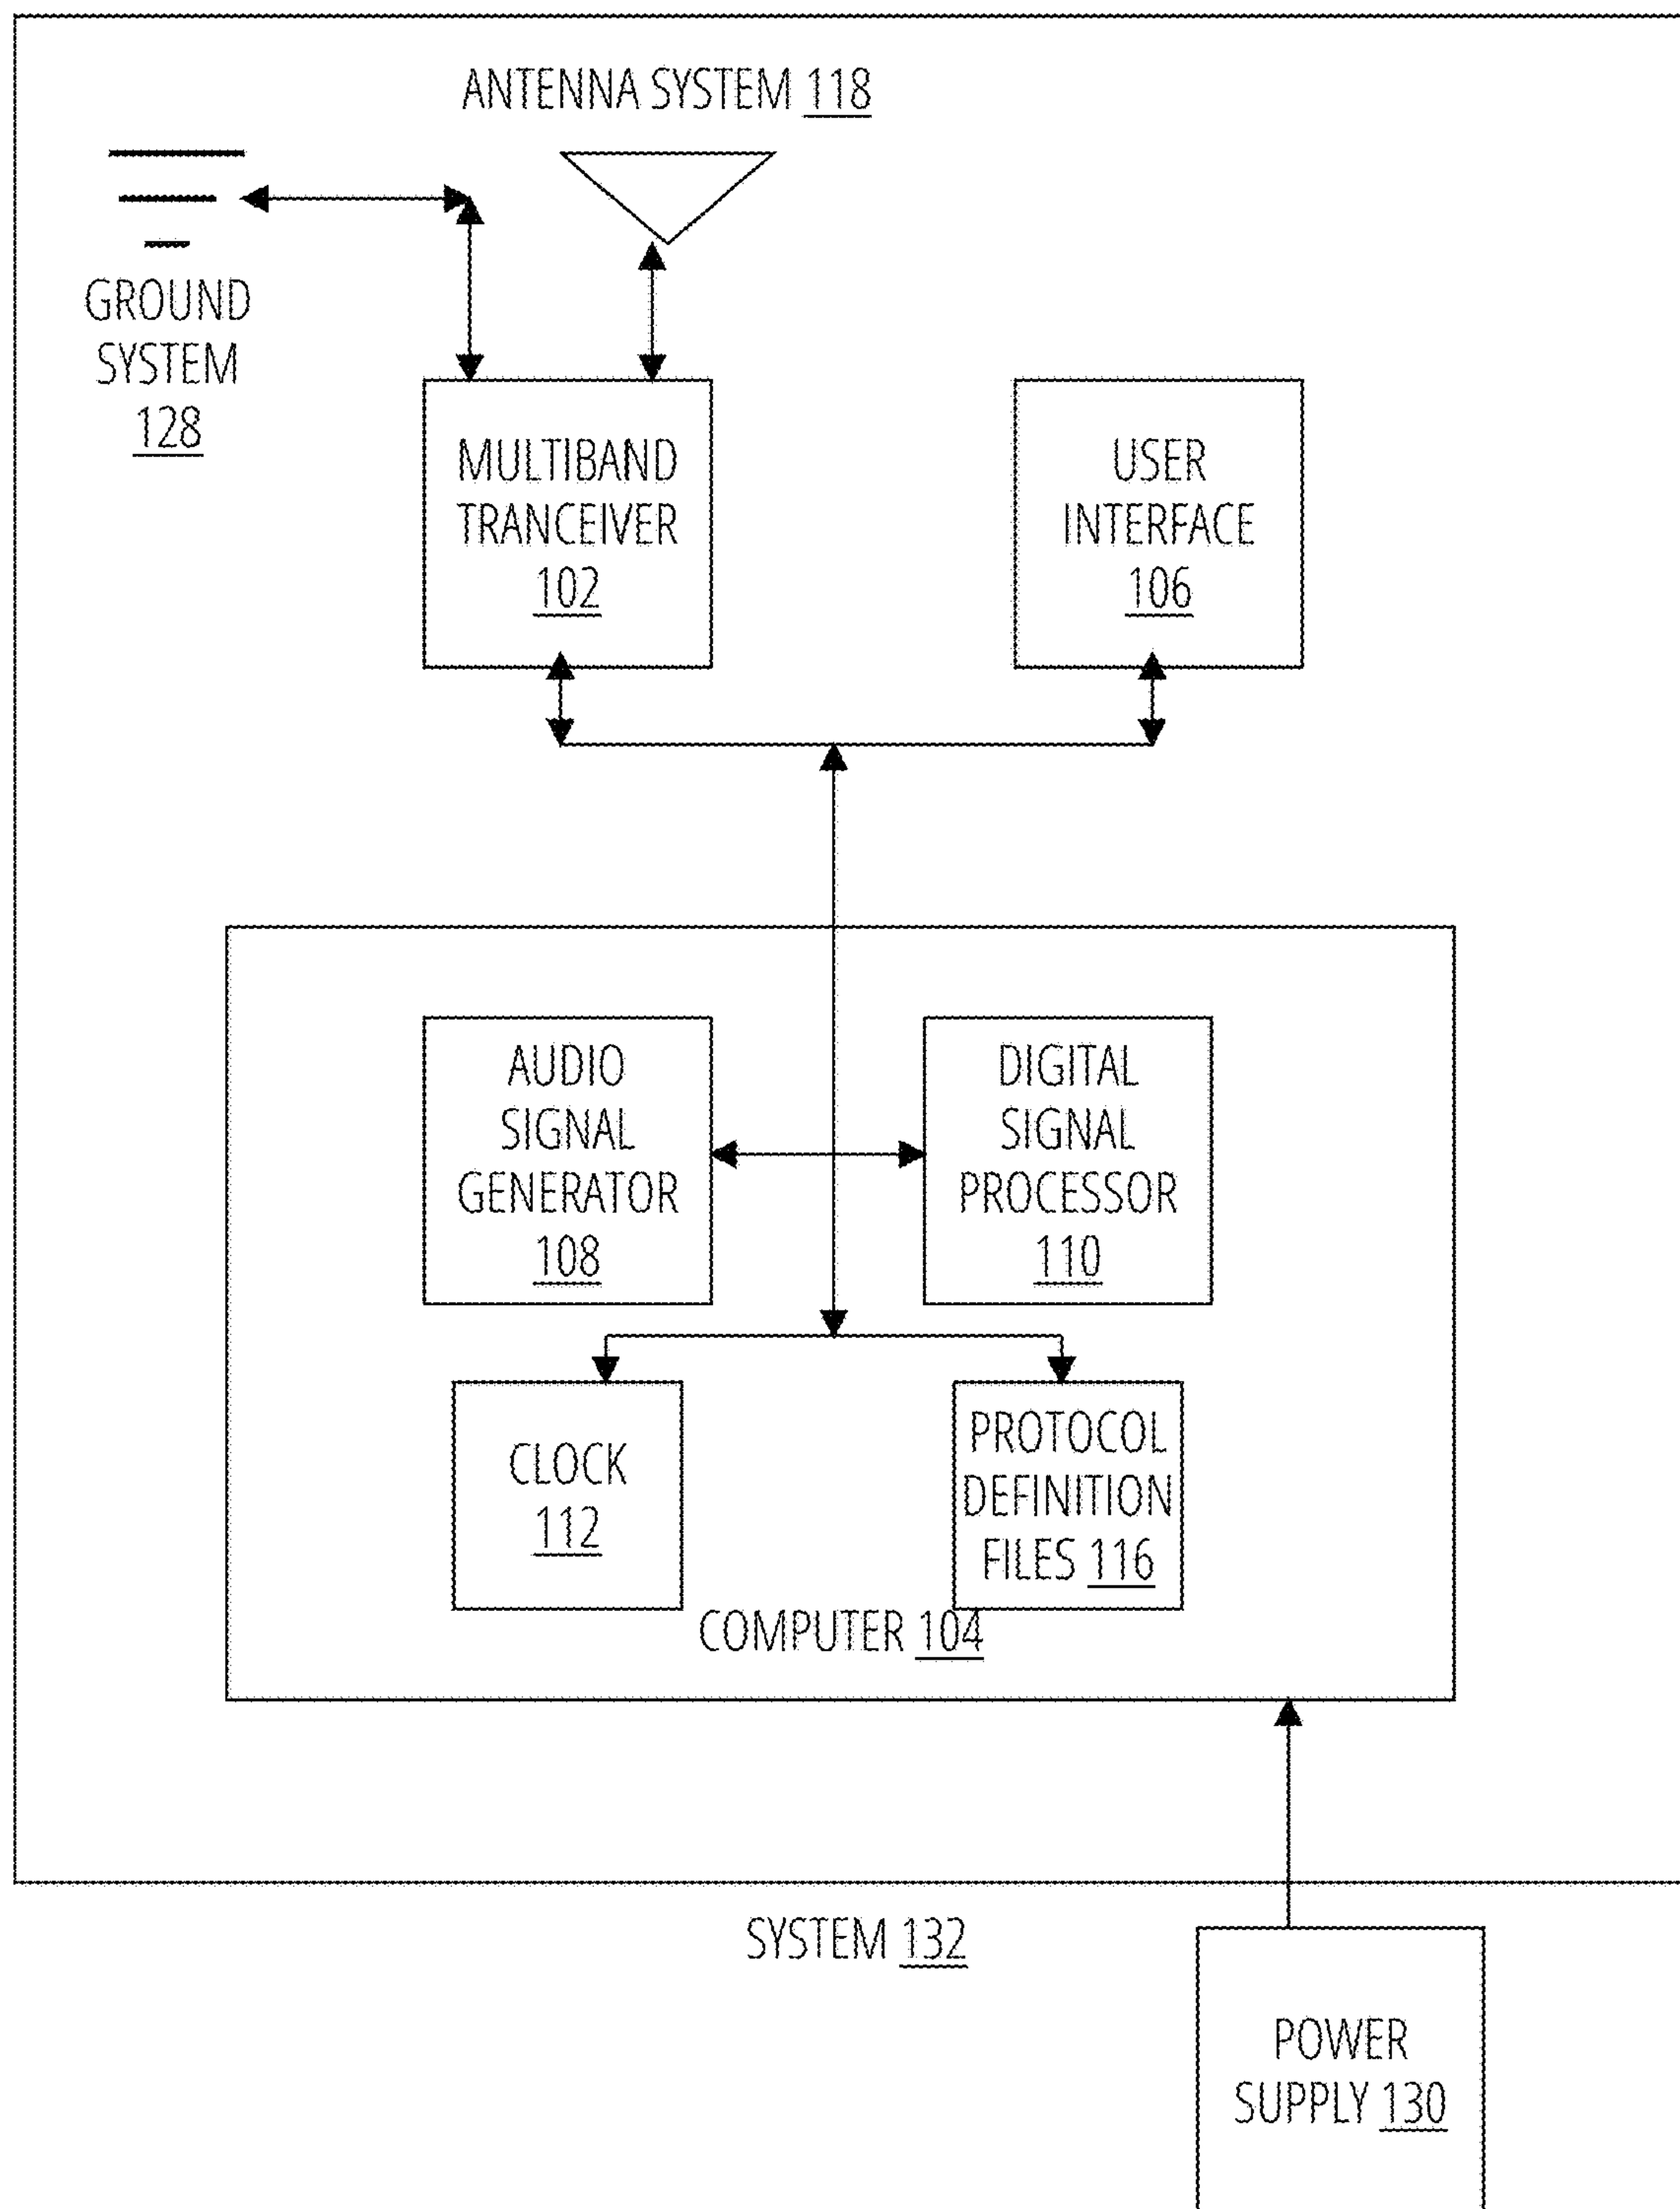 ANTENNA SYSTEM 118
GROUND
SYSTEM
128
MULTIBAND
TRANCEIVER
102
USER
INTERFACE
106
AUDIO
SIGNAL
GENERATOR
108
DIGITAL
SIGNAL
PROCESSOR
110
CLOCK
112
PROTOCOL
DEFINITION
FILES 116
COMPUTER 104
SYSTEM 132
POWER
SUPPLY 130